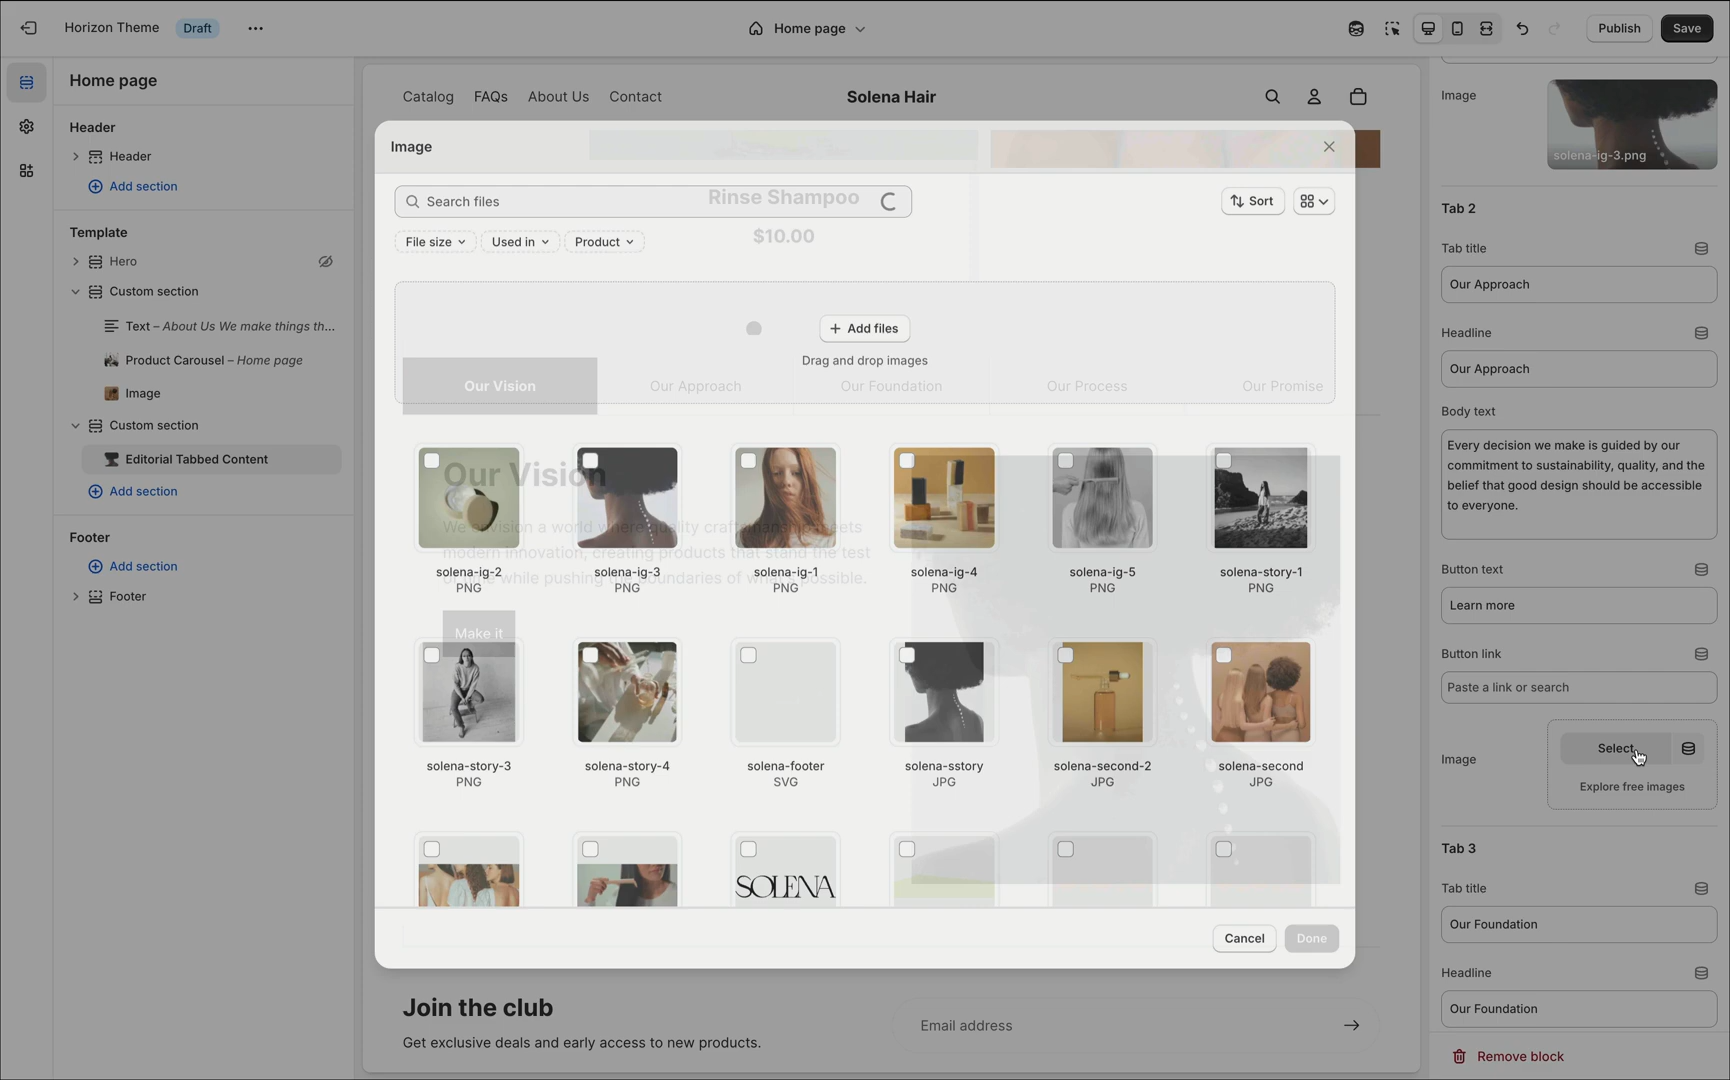 Horizon Theme
Draft
Home page
Publish
Save
Home page
Header
Header
Add section
Template
Hero
Custom section
Text – About Us We make things th...
Product Carousel – Home page
Image
Custom section
Editorial Tabbed Content
Add section
Footer
Add section
Footer
Catalog
FAQs
About Us
Contact
Solena Hair
Image
Search files
Rinse Shampoo
$10.00
Sort
File size
Used in
Product
Add files
Drag and drop images
Our Vision
Our Approach
Our Foundation
Our Process
Our Promise
Our Vision
We envision a world where quality craftsmanship meets
modern innovation, creating products that stand the test
of time while pushing the boundaries of what's possible.
Make it
solena-ig-2
PNG
solena-ig-3
PNG
solena-ig-1
PNG
solena-ig-4
PNG
solena-ig-5
PNG
solena-story-1
PNG
solena-story-3
PNG
solena-story-4
PNG
solena-footer
SVG
solena-sstory
JPG
solena-second-2
JPG
solena-second
JPG
SOLENA
Cancel
Done
Join the club
Get exclusive deals and early access to new products.
Email address
Image
solena-ig-3.png
Tab 2
Tab title
Our Approach
Headline
Our Approach
Body text
Every decision we make is guided by our
commitment to sustainability, quality, and the
belief that good design should be accessible
to everyone.
Button text
Learn more
Button link
Paste a link or search
Image
Select
Explore free images
Tab 3
Tab title
Our Foundation
Headline
Our Foundation
Remove block